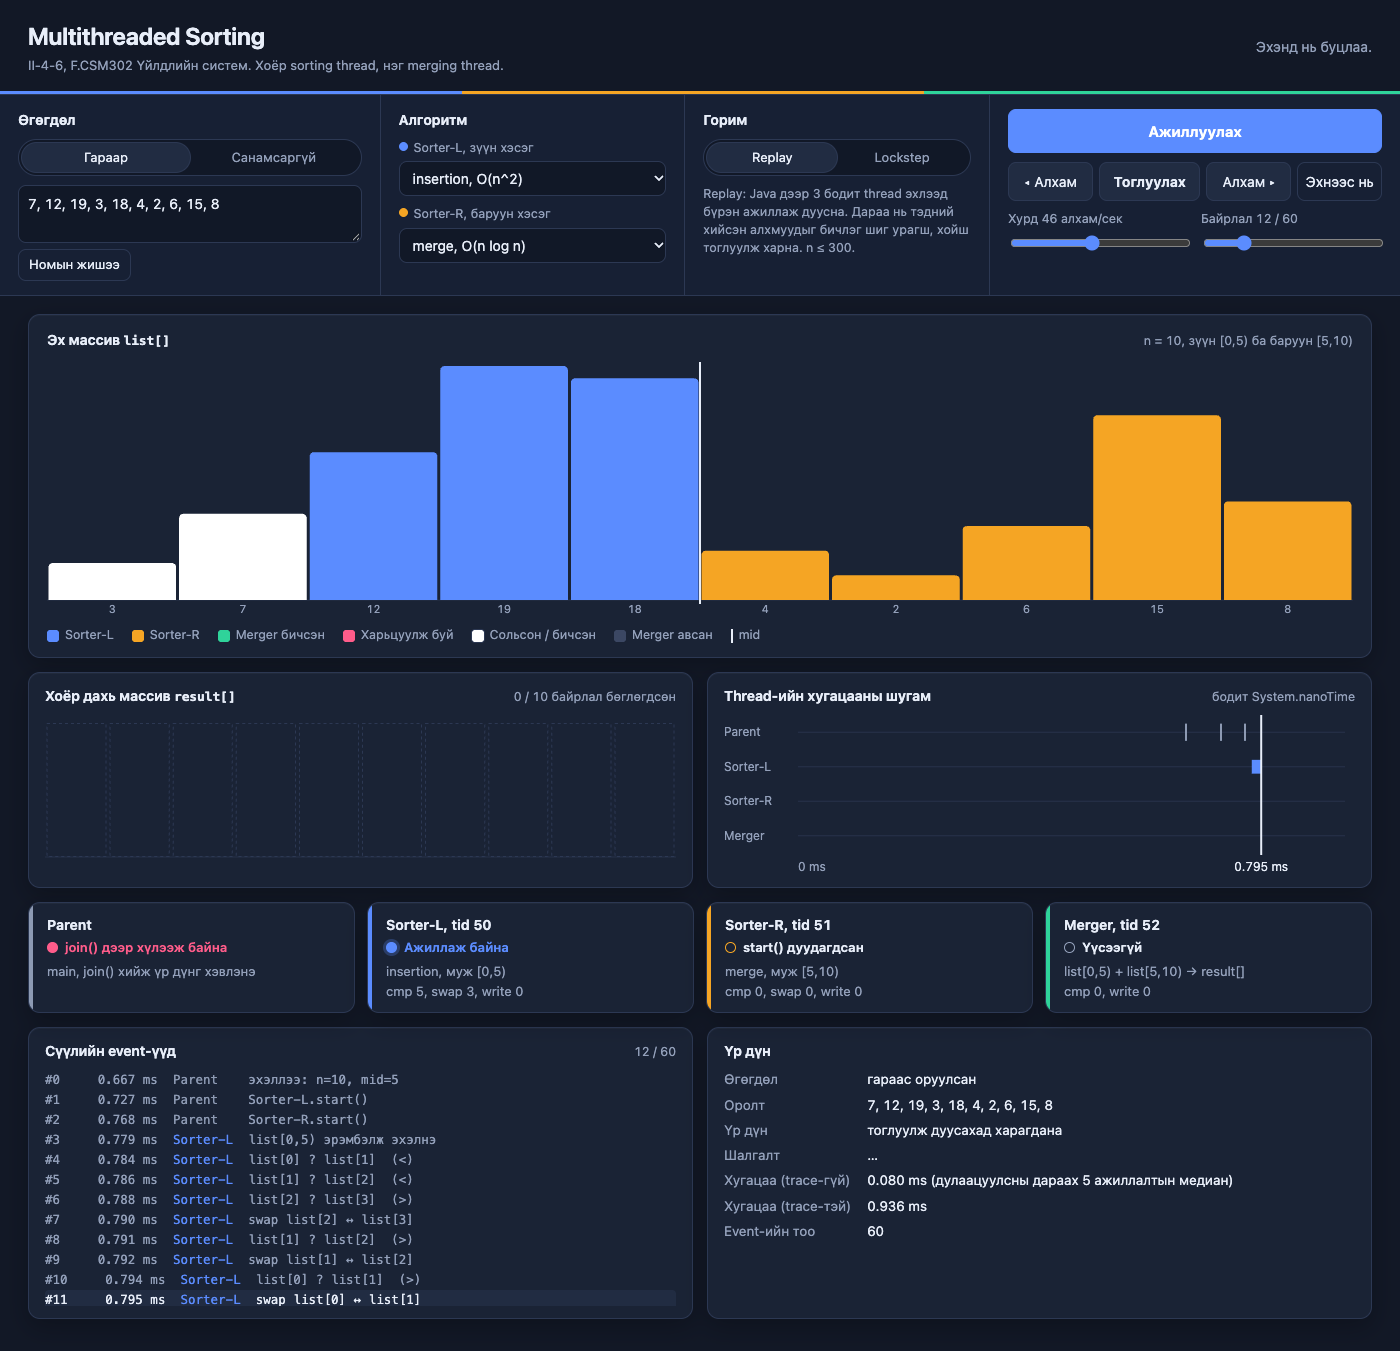 Multithreaded Sorting
II-4-6, F.CSM302 Үйлдлийн систем. Хоёр sorting thread, нэг merging thread.
Эхэнд нь буцлаа.
Өгөгдөл
Гараар
Санамсаргүй
7, 12, 19, 3, 18, 4, 2, 6, 15, 8
Номын жишээ
Алгоритм
Sorter-L, зүүн хэсэг
insertion, O(n^2)
Sorter-R, баруун хэсэг
merge, O(n log n)
Горим
Replay
Lockstep
Replay: Java дээр 3 бодит thread эхлээд
бүрэн ажиллаж дуусна. Дараа нь тэдний
хийсэн алхмуудыг бичлэг шиг урагш, хойш
тоглуулж харна. n ≤ 300.
Ажиллуулах
◂ Алхам
Тоглуулах
Алхам ▸
Эхнээс нь
Хурд 46 алхам/сек
Байрлал 12 / 60
Эх массив list[]
n = 10, зүүн [0,5) ба баруун [5,10)
3 7 12 19 18 4 2 6 15 8
Sorter-L Sorter-R Merger бичсэн Харьцуулж буй Сольсон / бичсэн Merger авсан mid
Хоёр дахь массив result[]
0 / 10 байрлал бөглөгдсөн
Thread-ийн хугацааны шугам
бодит System.nanoTime
Parent
Sorter-L
Sorter-R
Merger
0 ms
0.795 ms
Parent
join() дээр хүлээж байна
main, join() хийж үр дүнг хэвлэнэ
Sorter-L, tid 50
Ажиллаж байна
insertion, муж [0,5)
cmp 5, swap 3, write 0
Sorter-R, tid 51
start() дуудагдсан
merge, муж [5,10)
cmp 0, swap 0, write 0
Merger, tid 52
Үүсээгүй
list[0,5) + list[5,10) → result[]
cmp 0, write 0
Сүүлийн event-үүд
12 / 60
#0 0.667 ms Parent эхэллээ: n=10, mid=5
#1 0.727 ms Parent Sorter-L.start()
#2 0.768 ms Parent Sorter-R.start()
#3 0.779 ms Sorter-L list[0,5) эрэмбэлж эхэлнэ
#4 0.784 ms Sorter-L list[0] ? list[1] (<)
#5 0.786 ms Sorter-L list[1] ? list[2] (<)
#6 0.788 ms Sorter-L list[2] ? list[3] (>)
#7 0.790 ms Sorter-L swap list[2] ↔ list[3]
#8 0.791 ms Sorter-L list[1] ? list[2] (>)
#9 0.792 ms Sorter-L swap list[1] ↔ list[2]
#10 0.794 ms Sorter-L list[0] ? list[1] (>)
#11 0.795 ms Sorter-L swap list[0] ↔ list[1]
Үр дүн
Өгөгдөл гараас оруулсан
Оролт 7, 12, 19, 3, 18, 4, 2, 6, 15, 8
Үр дүн тоглуулж дуусахад харагдана
Шалгалт ...
Хугацаа (trace-гүй) 0.080 ms (дулаацуулсны дараах 5 ажиллалтын медиан)
Хугацаа (trace-тэй) 0.936 ms
Event-ийн тоо 60